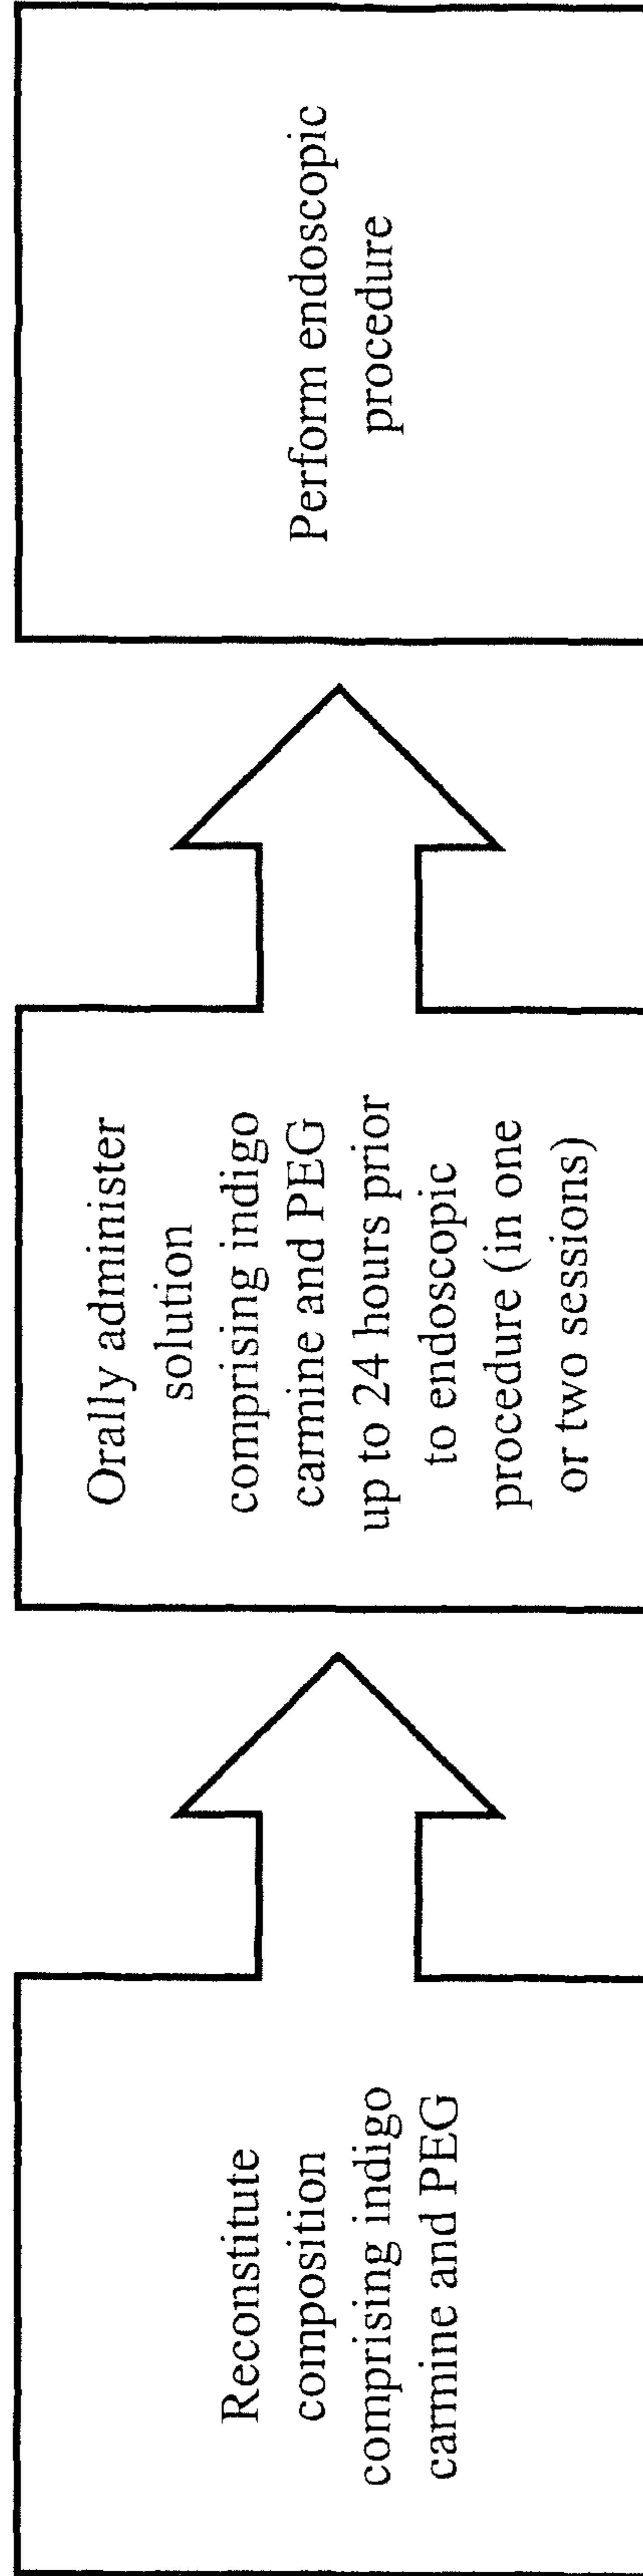 Reconstitute
composition
comprising indigo
carmine and PEG
Orally administer
solution
comprising indigo
carmine and PEG
up to 24 hours prior
to endoscopic
procedure (in one
or two sessions)
Perform endoscopic
procedure